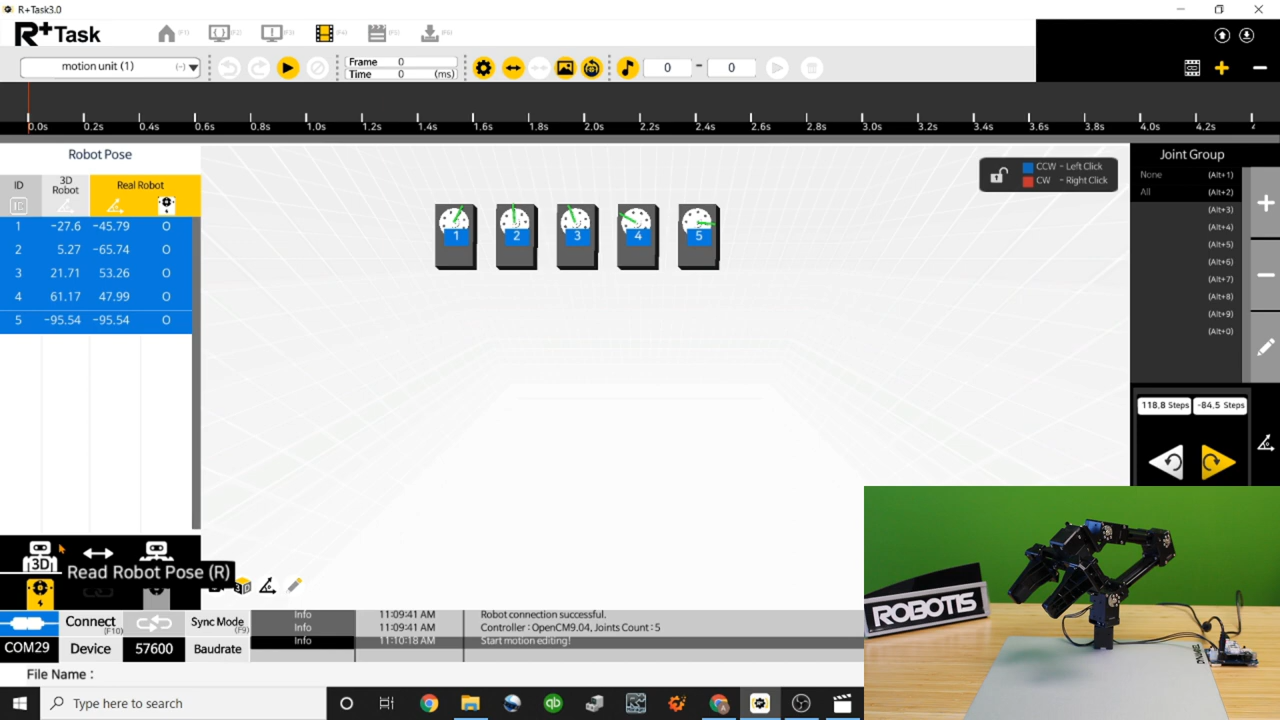 R+Task3.0
R+Task
(F1)
(F2)
(F3)
(F4)
(F5)
(F6)
motion unit (1) (-)
Frame 0
Time 0 (ms)
0 - 0
0.0s 0.2s 0.4s 0.6s 0.8s 1.0s 1.2s 1.4s 1.6s 1.8s 2.0s 2.2s 2.4s 2.6s 2.8s 3.0s 3.2s 3.4s 3.6s 3.8s 4.0s 4.2s 4
Robot Pose
ID 3D Robot Real Robot
1 -27.6 -45.79 O
2 5.27 -65.74 O
3 21.71 53.26 O
4 61.17 47.99 O
5 -95.54 -95.54 O
1 2 3 4 5
CCW - Left Click
CW - Right Click
Joint Group
None (Alt+1)
All (Alt+2)
(Alt+3)
(Alt+4)
(Alt+5)
(Alt+6)
(Alt+7)
(Alt+8)
(Alt+9)
(Alt+0)
118.8 Steps -84.5 Steps
3D
Read Robot Pose (R)
Connect (F10)
Sync Mode (F9)
COM29 Device 57600 Baudrate
Info 11:09:41 AM Robot connection successful.
Info 11:09:41 AM Controller : OpenCM9.04, Joints Count : 5
Info 11:10:18 AM Start motion editing!
File Name :
ROBOTIS
Type here to search
qb